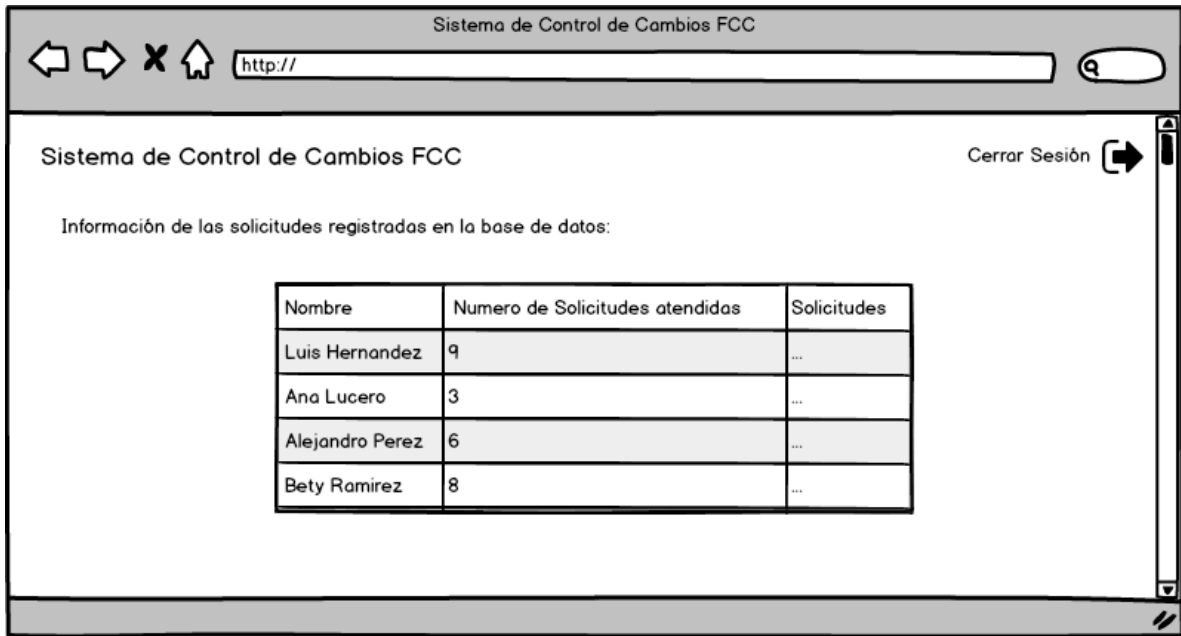 Sistema de Control de Cambios FCC
http://
Sistema de Control de Cambios FCC
Cerrar Sesión
Información de las solicitudes registradas en la base de datos:
Nombre Numero de Solicitudes atendidas Solicitudes
Luis Hernandez 9 ...
Ana Lucero 3 ...
Alejandro Perez 6 ...
Bety Ramirez 8 ...